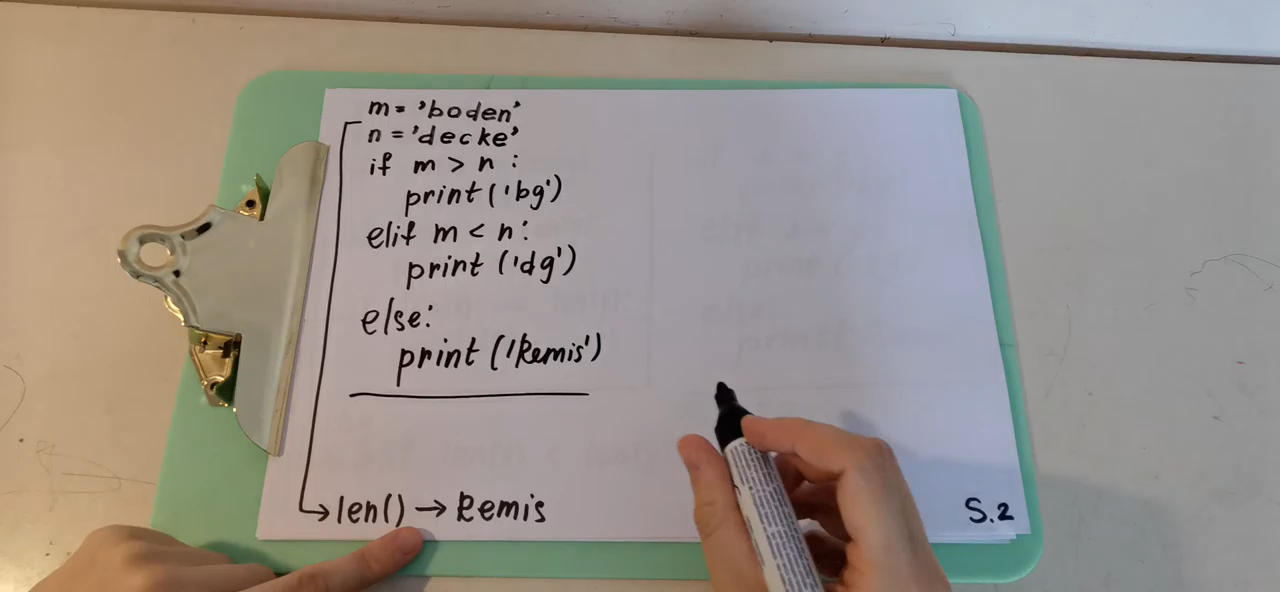 m = 'boden'
n = 'decke'
if m > n :
print ('bg')
elif m < n:
print ('dg')
else:
print ('Remis')
len() → Remis
S.2